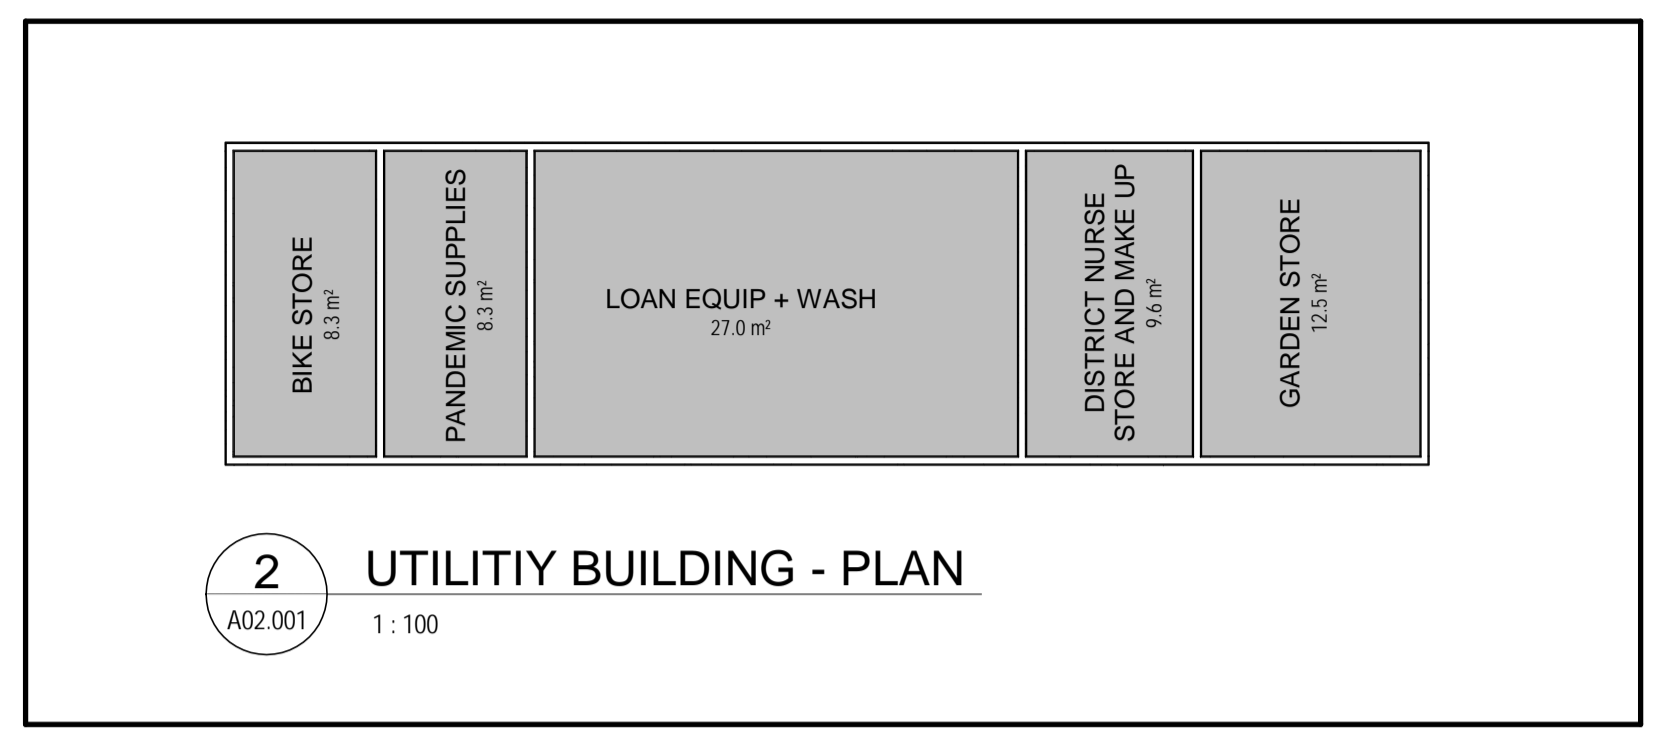 BIKE STORE
8.3 m²
PANDEMIC SUPPLIES
8.3 m²
LOAN EQUIP + WASH
27.0 m²
DISTRICT NURSE
STORE AND MAKE UP
9.6 m²
GARDEN STORE
12.5 m²
2
A02.001
UTILITIY BUILDING - PLAN
1 : 100